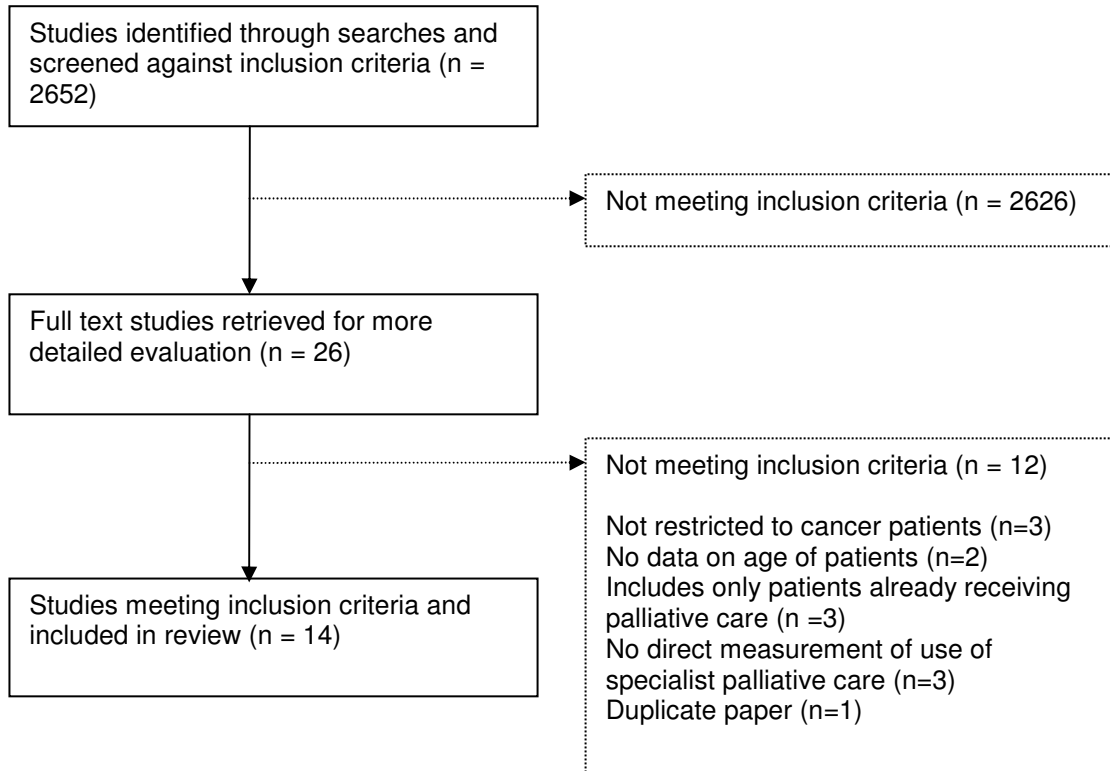 Studies identified through searches and
screened against inclusion criteria (n =
2652)
Not meeting inclusion criteria (n = 2626)
Full text studies retrieved for more
detailed evaluation (n = 26)
Not meeting inclusion criteria (n = 12)
Not restricted to cancer patients (n=3)
No data on age of patients (n=2)
Includes only patients already receiving
palliative care (n =3)
No direct measurement of use of
specialist palliative care (n=3)
Duplicate paper (n=1)
Studies meeting inclusion criteria and
included in review (n = 14)